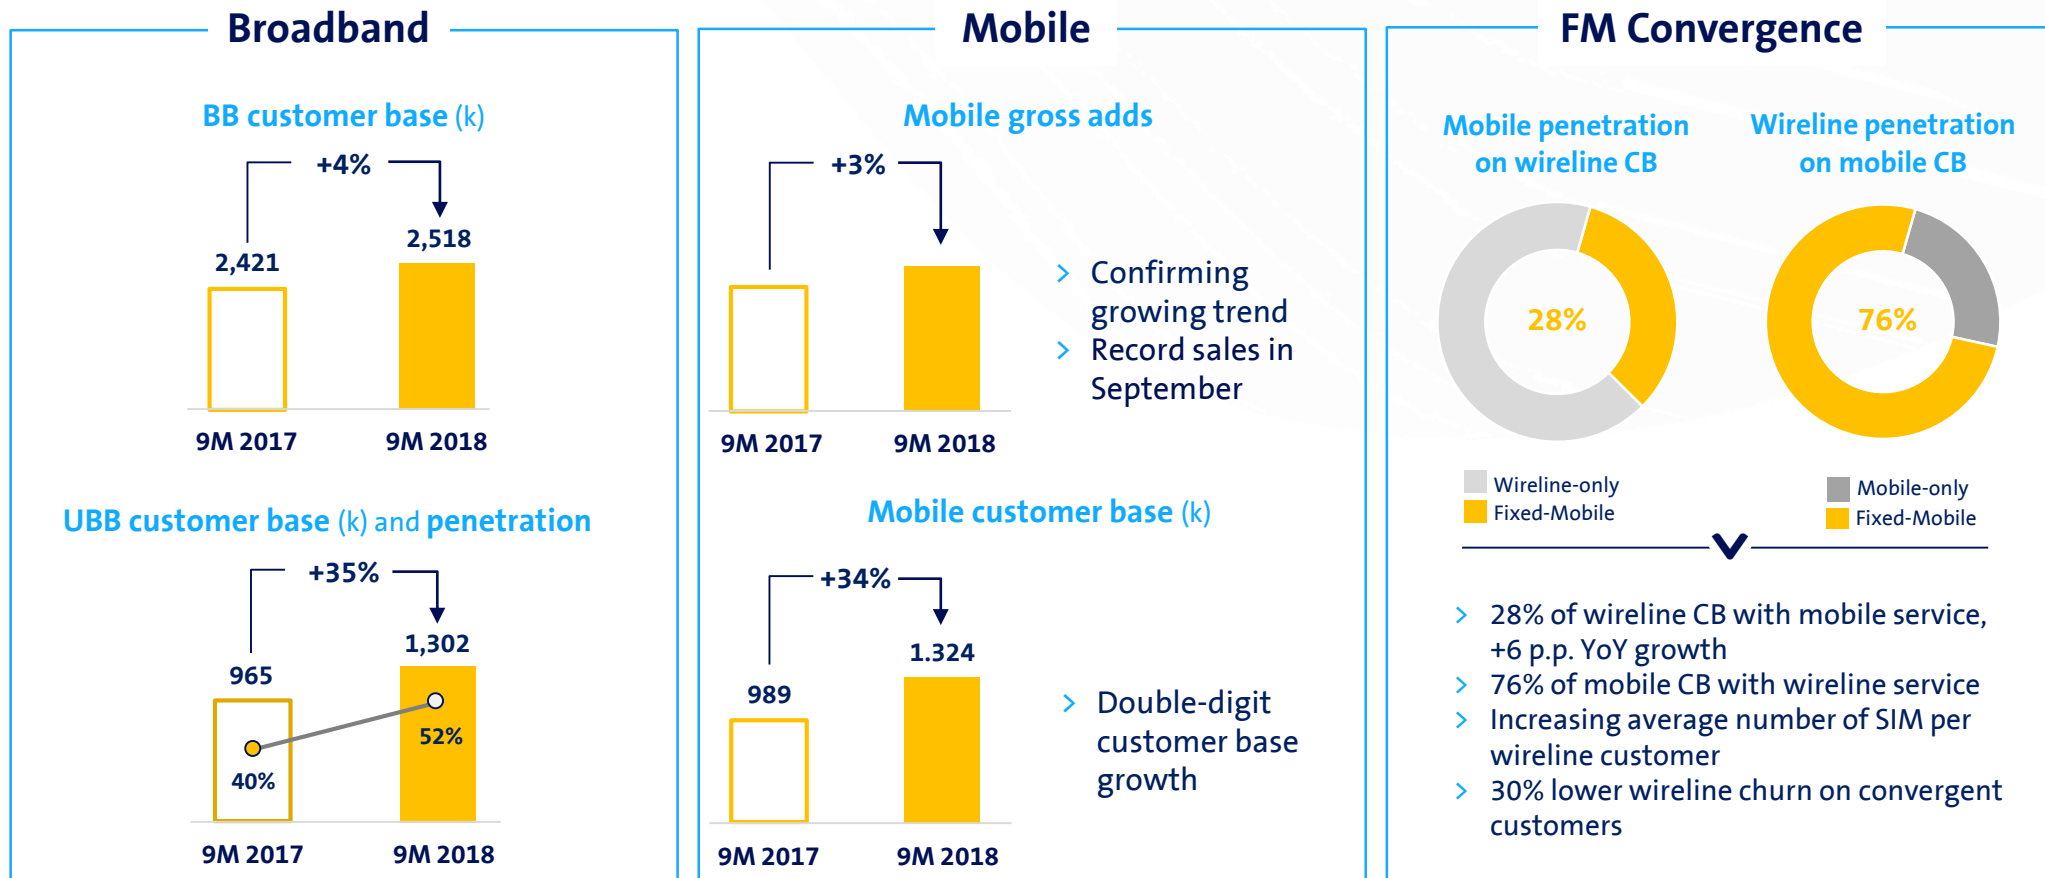 Broadband
BB customer base (k)
+4%
2,421
2,518
9M 2017
9M 2018
UBB customer base (k) and penetration
+35%
965
1,302
40%
52%
9M 2017
9M 2018
Mobile
Mobile gross adds
+3%
> Confirming
growing trend
> Record sales in
September
9M 2017
9M 2018
Mobile customer base (k)
+34%
989
1.324
> Double-digit
customer base
growth
9M 2017
9M 2018
FM Convergence
Mobile penetration
on wireline CB
28%
Wireline-only
Fixed-Mobile
Wireline penetration
on mobile CB
76%
Mobile-only
Fixed-Mobile
> 28% of wireline CB with mobile service,
+6 p.p. YoY growth
> 76% of mobile CB with wireline service
> Increasing average number of SIM per
wireline customer
> 30% lower wireline churn on convergent
customers